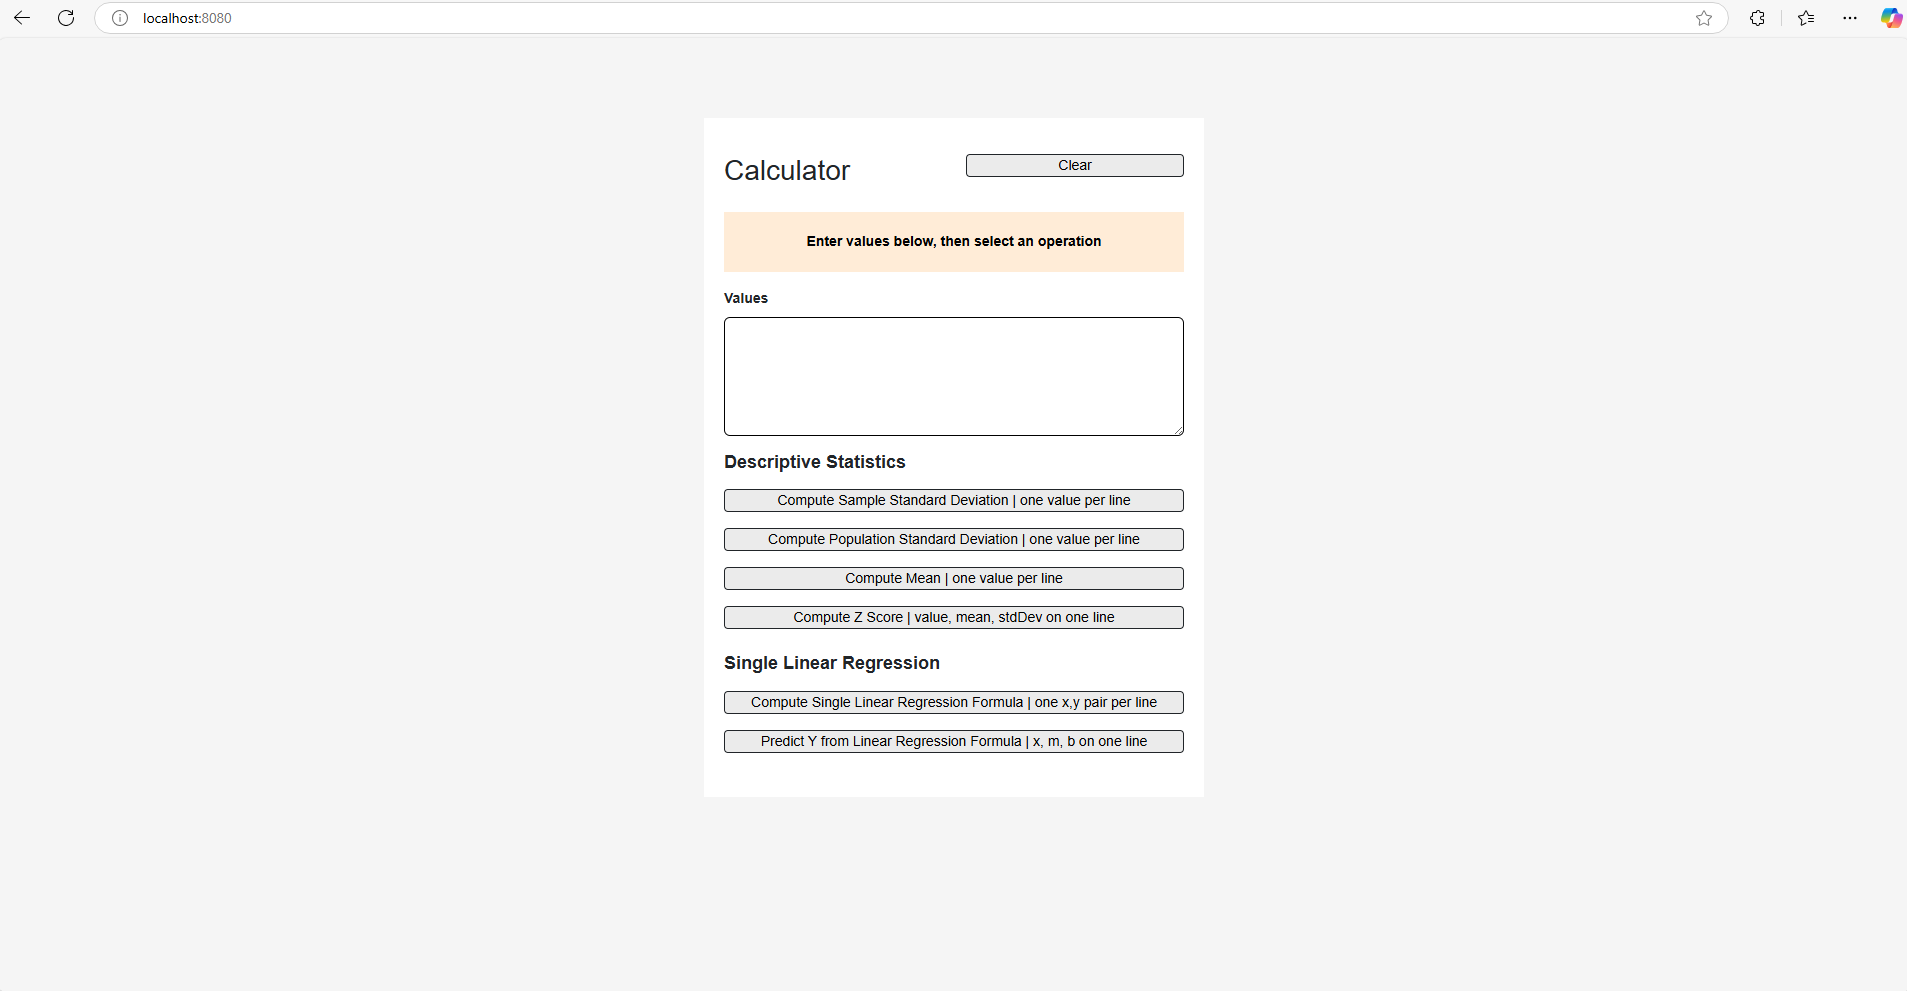 localhost:8080
Calculator
Clear
Enter values below, then select an operation
Values
Descriptive Statistics
Compute Sample Standard Deviation | one value per line
Compute Population Standard Deviation | one value per line
Compute Mean | one value per line
Compute Z Score | value, mean, stdDev on one line
Single Linear Regression
Compute Single Linear Regression Formula | one x,y pair per line
Predict Y from Linear Regression Formula | x, m, b on one line